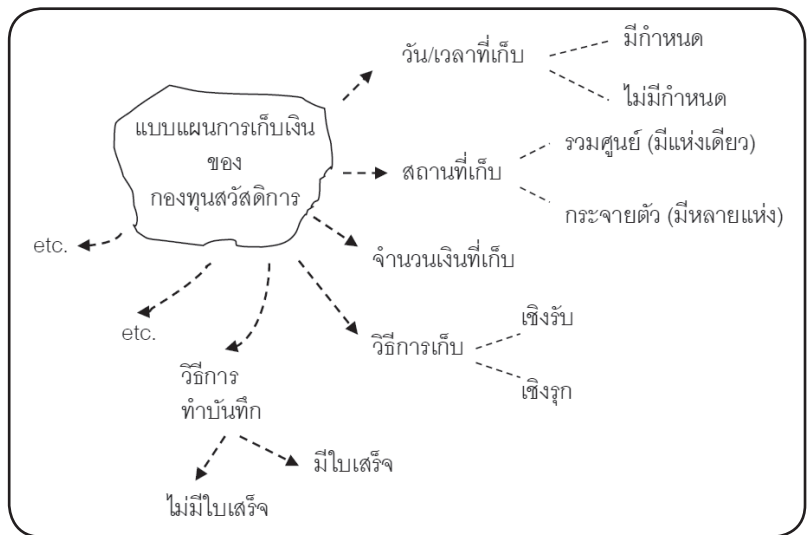 แบบแผนการเก็บเงิน
ของ
กองทุนสวัสดิการ
วัน/เวลาที่เก็บ
มีกำหนด
ไม่มีกำหนด
สถานที่เก็บ
รวมศูนย์ (มีแห่งเดียว)
กระจายตัว (มีหลายแห่ง)
จำนวนเงินที่เก็บ
วิธีการเก็บ
เชิงรับ
เชิงรุก
วิธีการ
ทำบันทึก
มีใบเสร็จ
ไม่มีใบเสร็จ
etc.
etc.